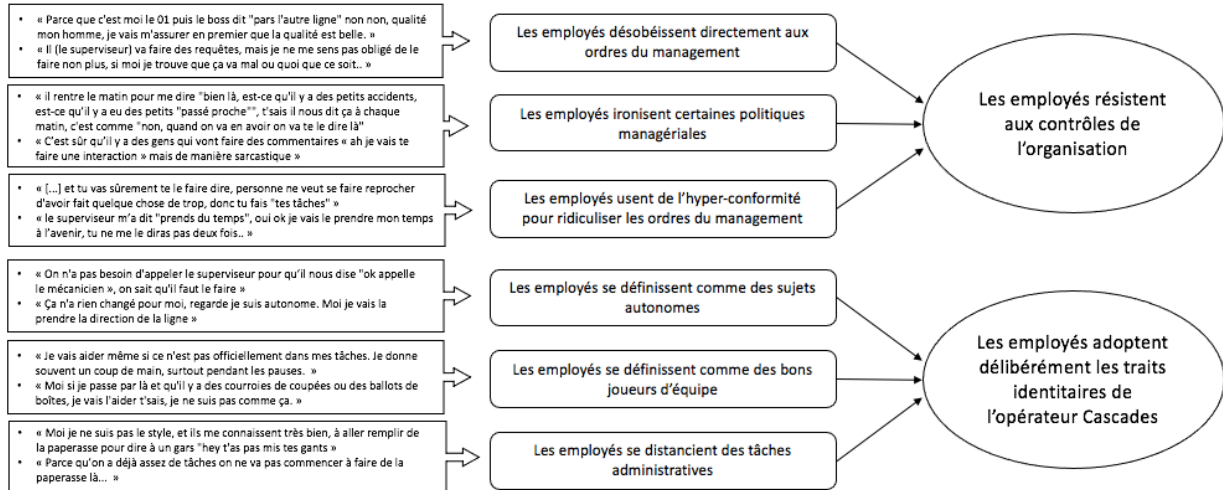 • « Parce que c'est moi le 01 puis le boss dit "pars l'autre ligne" non non, qualité
mon homme, je vais m'assurer en premier que la qualité est belle. »
• « Il (le superviseur) va faire des requêtes, mais je ne me sens pas obligé de le
faire non plus, si moi je trouve que ça va mal ou quoi que ce soit.. »
Les employés désobéissent directement aux
ordres du management
• « il rentre le matin pour me dire "bien là, est-ce qu'il y a des petits accidents,
est-ce qu'il y a eu des petits "passé proche"", t'sais il nous dit ça à chaque
matin, c'est comme "non, quand on va en avoir on va te le dire là"
• « C'est sûr qu'il y a des gens qui vont faire des commentaires « ah je vais te
faire une interaction » mais de manière sarcastique »
Les employés ironisent certaines politiques
managériales
• « [...] et tu vas sûrement te le faire dire, personne ne veut se faire reprocher
d'avoir fait quelque chose de trop, donc tu fais "tes tâches" »
• « le superviseur m'a dit "prends du temps", oui ok je vais le prendre mon temps
à l'avenir, tu ne me le diras pas deux fois.. »
Les employés usent de l'hyper-conformité
pour ridiculiser les ordres du management
Les employés résistent
aux contrôles de
l'organisation
• « On n'a pas besoin d'appeler le superviseur pour qu'il nous dise "ok appelle
le mécanicien », on sait qu'il faut le faire »
• « Ça n'a rien changé pour moi, regarde je suis autonome. Moi je vais la
prendre la direction de la ligne »
Les employés se définissent comme des sujets
autonomes
• « Je vais aider même si ce n'est pas officiellement dans mes tâches. Je donne
souvent un coup de main, surtout pendant les pauses. »
• « Moi si je passe par là et qu'il y a des courroies de coupées ou des ballots de
boîtes, je vais l'aider t'sais, je ne suis pas comme ça. »
Les employés se définissent comme des bons
joueurs d'équipe
• « Moi je ne suis pas le style, et ils me connaissent très bien, à aller remplir de
la paperasse pour dire à un gars "hey t'as pas mis tes gants »
• « Parce qu'on a déjà assez de tâches on ne va pas commencer à faire de la
paperasse là... »
Les employés se distancient des tâches
administratives
Les employés adoptent
délibérément les traits
identitaires de
l'opérateur Cascades